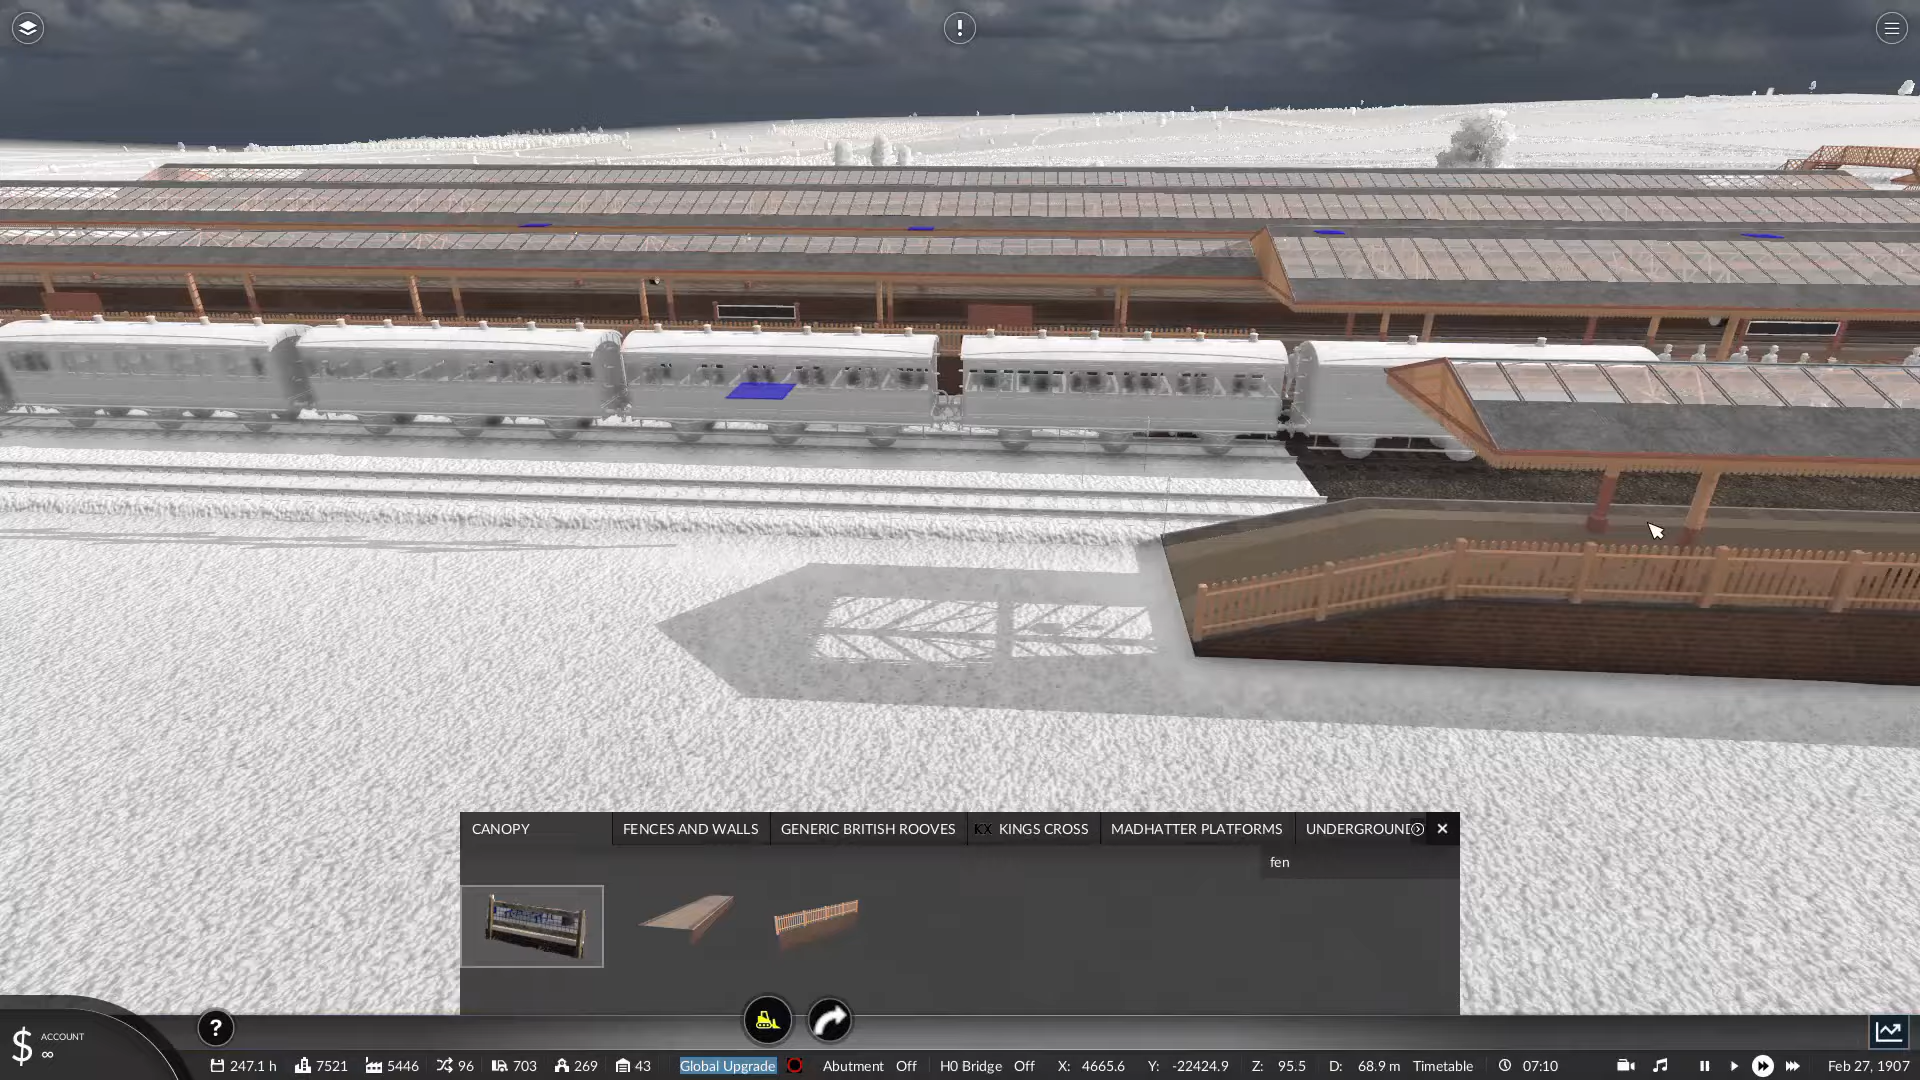 CANOPY FENCES AND WALLS GENERIC BRITISH ROOVES KX KINGS CROSS MADHATTER PLATFORMS UNDERGROUND
fen
$ ACCOUNT
∞
?
247.1 h 7521 5446 96 703 269 43 Global Upgrade Abutment Off H0 Bridge Off X: 4665.6 Y: -22424.9 Z: 95.5 D: 68.9 m Timetable 07:10 Feb 27, 1907